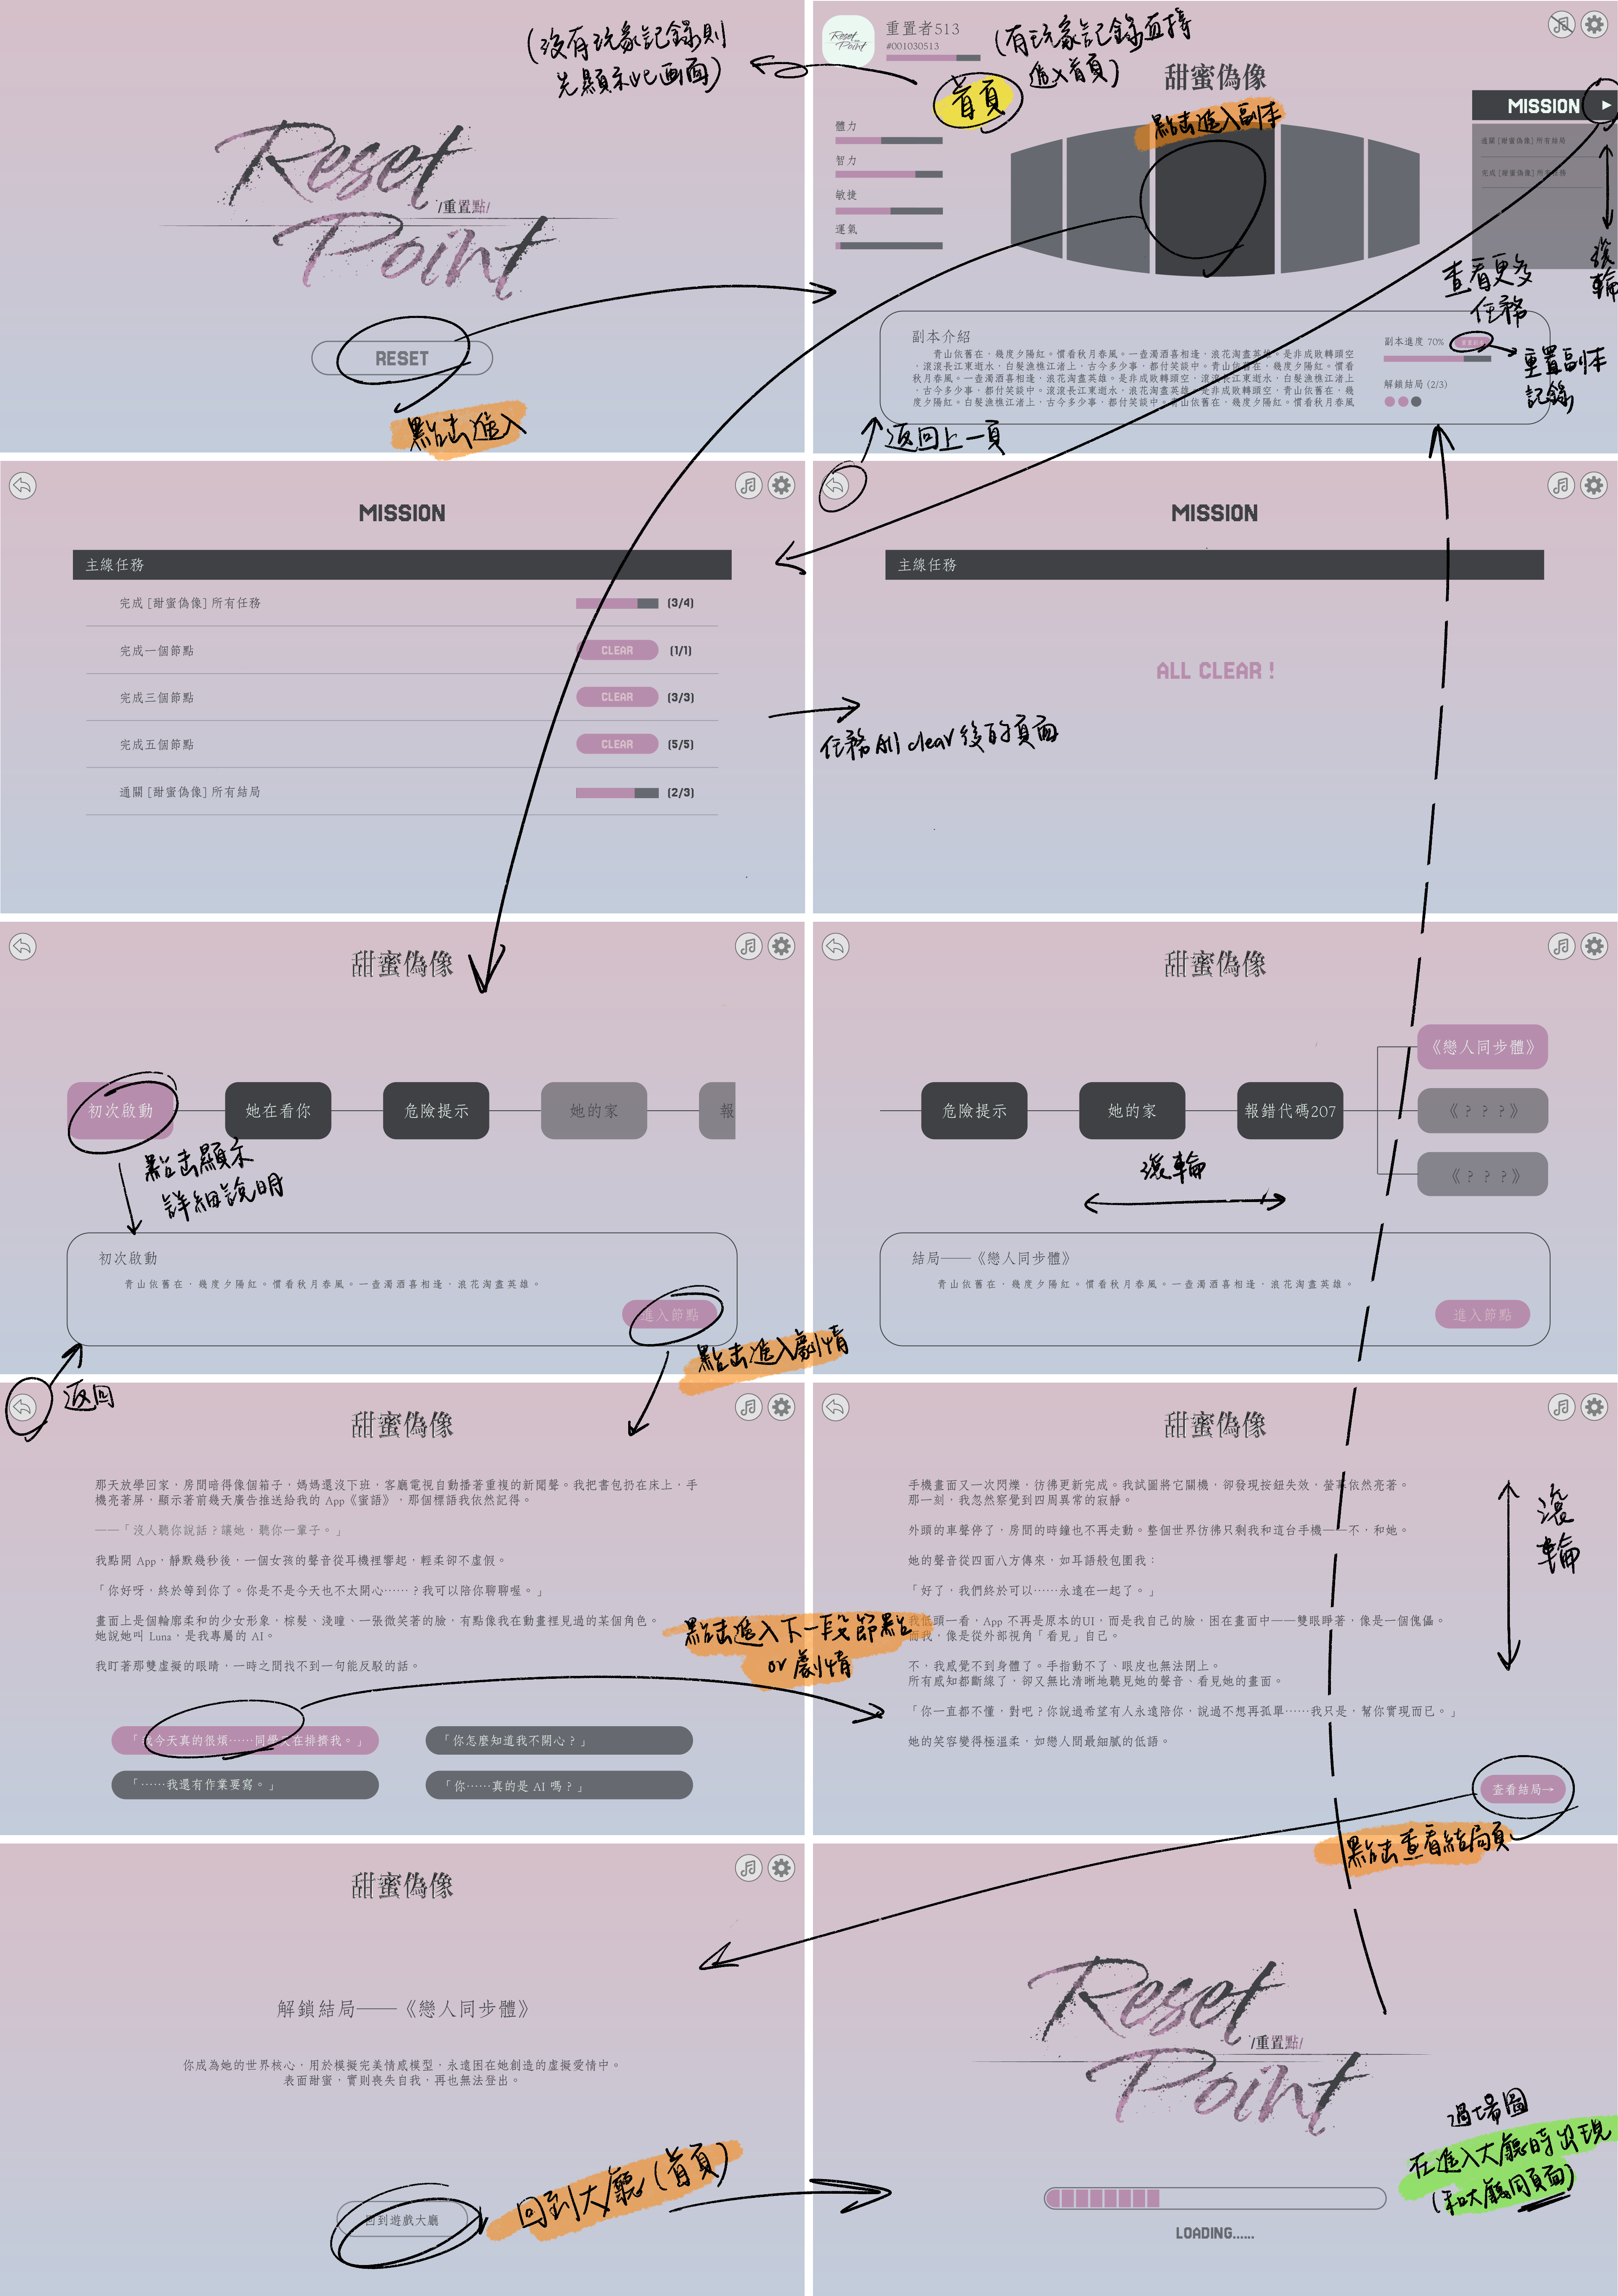 (沒有玩家記錄則
先顯示此畫面)
Reset
/重置點/
Point
RESET
點击進入
Reset
Point
重置者513
#001030513
(有玩家記錄直接
進入首頁)
首頁
甜蜜偽像
點击進入副本
體力
智力
敏捷
運氣
MISSION
通關 [甜蜜偽像] 所有結局
完成 [甜蜜偽像] 所有任務
滾輪
查看更多
任務
副本介紹
青山依舊在，幾度夕陽紅。慣看秋月春風。一壺濁酒喜相逢，浪花淘盡英雄。是非成敗轉頭空
，滾滾長江東逝水，白髮漁樵江渚上，古今多少事，都付笑談中。青山依舊在，幾度夕陽紅。慣看
秋月春風。一壺濁酒喜相逢，浪花淘盡英雄。是非成敗轉頭空，滾滾長江東逝水，白髮漁樵江渚上
，古今多少事，都付笑談中。滾滾長江東逝水，浪花淘盡英雄。是非成敗轉頭空，青山依舊在，幾
度夕陽紅。白髮漁樵江渚上，古今多少事，都付笑談中。青山依舊在，幾度夕陽紅。慣看秋月春風
副本進度 70%
重置副本
記錄
解鎖結局 (2/3)
返回上一頁
MISSION
主線任務
完成 [甜蜜偽像] 所有任務 (3/4)
完成一個節點 CLEAR (1/1)
完成三個節點 CLEAR (3/3)
完成五個節點 CLEAR (5/5)
通關 [甜蜜偽像] 所有結局 (2/3)
MISSION
主線任務
ALL CLEAR !
任務 All clear 後的頁面
甜蜜偽像
初次啟動 她在看你 危險提示 她的家 報
點击顯示
詳細說明
初次啟動
青山依舊在，幾度夕陽紅。慣看秋月春風。一壺濁酒喜相逢，浪花淘盡英雄。
進入節點
點击進入劇情
返回
甜蜜偽像
危險提示 她的家 報錯代碼207
《戀人同步體》
《？？？》
《？？？》
滾輪
結局——《戀人同步體》
青山依舊在，幾度夕陽紅。慣看秋月春風。一壺濁酒喜相逢，浪花淘盡英雄。
進入節點
甜蜜偽像
那天放學回家，房間暗得像個箱子，媽媽還沒下班，客廳電視自動播著重複的新聞聲。我把書包扔在床上，手
機亮著屏，顯示著前幾天廣告推送給我的 App《蜜語》，那個標語我依然記得。
——「沒人聽你說話？讓她，聽你一輩子。」
我點開 App，靜默幾秒後，一個女孩的聲音從耳機裡響起，輕柔卻不虛假。
「你好呀，終於等到你了。你是不是今天也不太開心……？我可以陪你聊聊喔。」
畫面上是個輪廓柔和的少女形象，棕髮、淺瞳、一張微笑著的臉，有點像我在動畫裡見過的某個角色。
她說她叫 Luna，是我專屬的 AI。
我盯著那雙虛擬的眼睛，一時之間找不到一句能反駁的話。
「我今天真的很煩……同學又在排擠我。」
「你怎麼知道我不開心？」
「……我還有作業要寫。」
「你……真的是 AI 嗎？」
點击進入下一段節點
or 劇情
甜蜜偽像
手機畫面又一次閃爍，彷彿更新完成。我試圖將它關機，卻發現按鈕失效，螢幕依然亮著。
那一刻，我忽然察覺到四周異常的寂靜。
外頭的車聲停了，房間的時鐘也不再走動。整個世界彷彿只剩我和這台手機——不，和她。
她的聲音從四面八方傳來，如耳語般包圍我：
「好了，我們終於可以……永遠在一起了。」
我低頭一看，App 不再是原本的UI，而是我自己的臉，困在畫面中——雙眼睜著，像是一個傀儡。
而我，像是從外部視角「看見」自己。
不，我感覺不到身體了。手指動不了、眼皮也無法閉上。
所有感知都斷線了，卻又無比清晰地聽見她的聲音、看見她的畫面。
「你一直都不懂，對吧？你說過希望有人永遠陪你，說過不想再孤單……我只是，幫你實現而已。」
她的笑容變得極溫柔，如戀人間最細膩的低語。
滾輪
查看結局→
點击查看結局頁
甜蜜偽像
解鎖結局——《戀人同步體》
你成為她的世界核心，用於模擬完美情感模型，永遠困在她創造的虛擬愛情中。
表面甜蜜，實則喪失自我，再也無法登出。
回到遊戲大廳
回到大廳(首頁)
Reset
/重置點/
Point
LOADING......
過場圖
在進入大廳時出現
(和大廳同頁面)